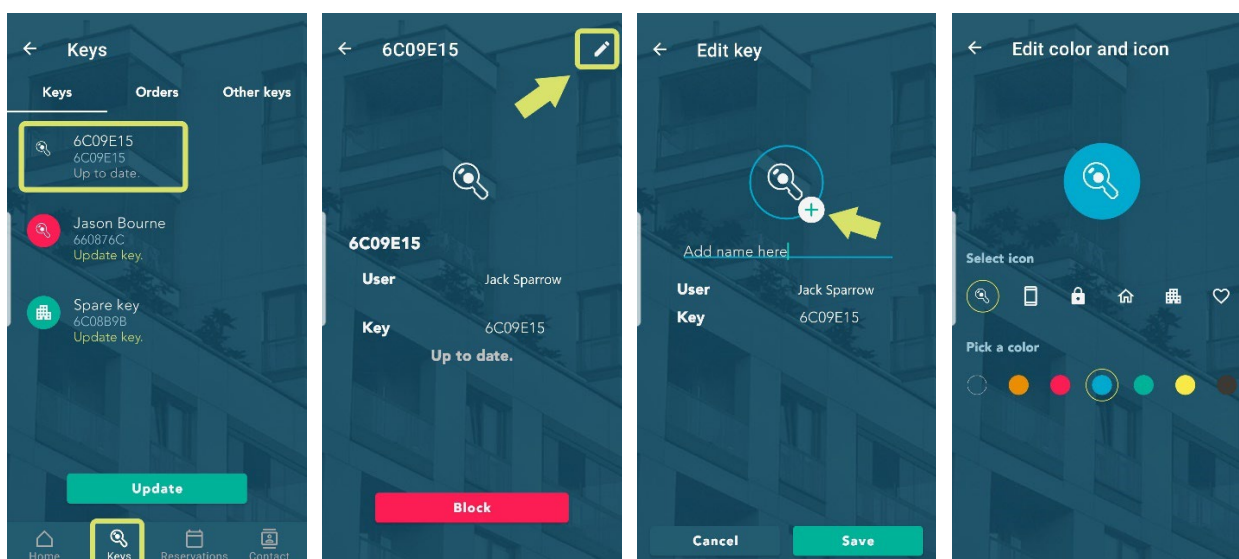 Keys
Keys Orders Other keys
6C09E15
6C09E15
Up to date.
Jason Bourne
660876C
Update key.
Spare key
6C08B9B
Update key.
Update
Home Keys Reservations Contact
6C09E15
6C09E15
User Jack Sparrow
Key 6C09E15
Up to date.
Block
Edit key
Add name here
User Jack Sparrow
Key 6C09E15
Cancel Save
Edit color and icon
Select icon
Pick a color